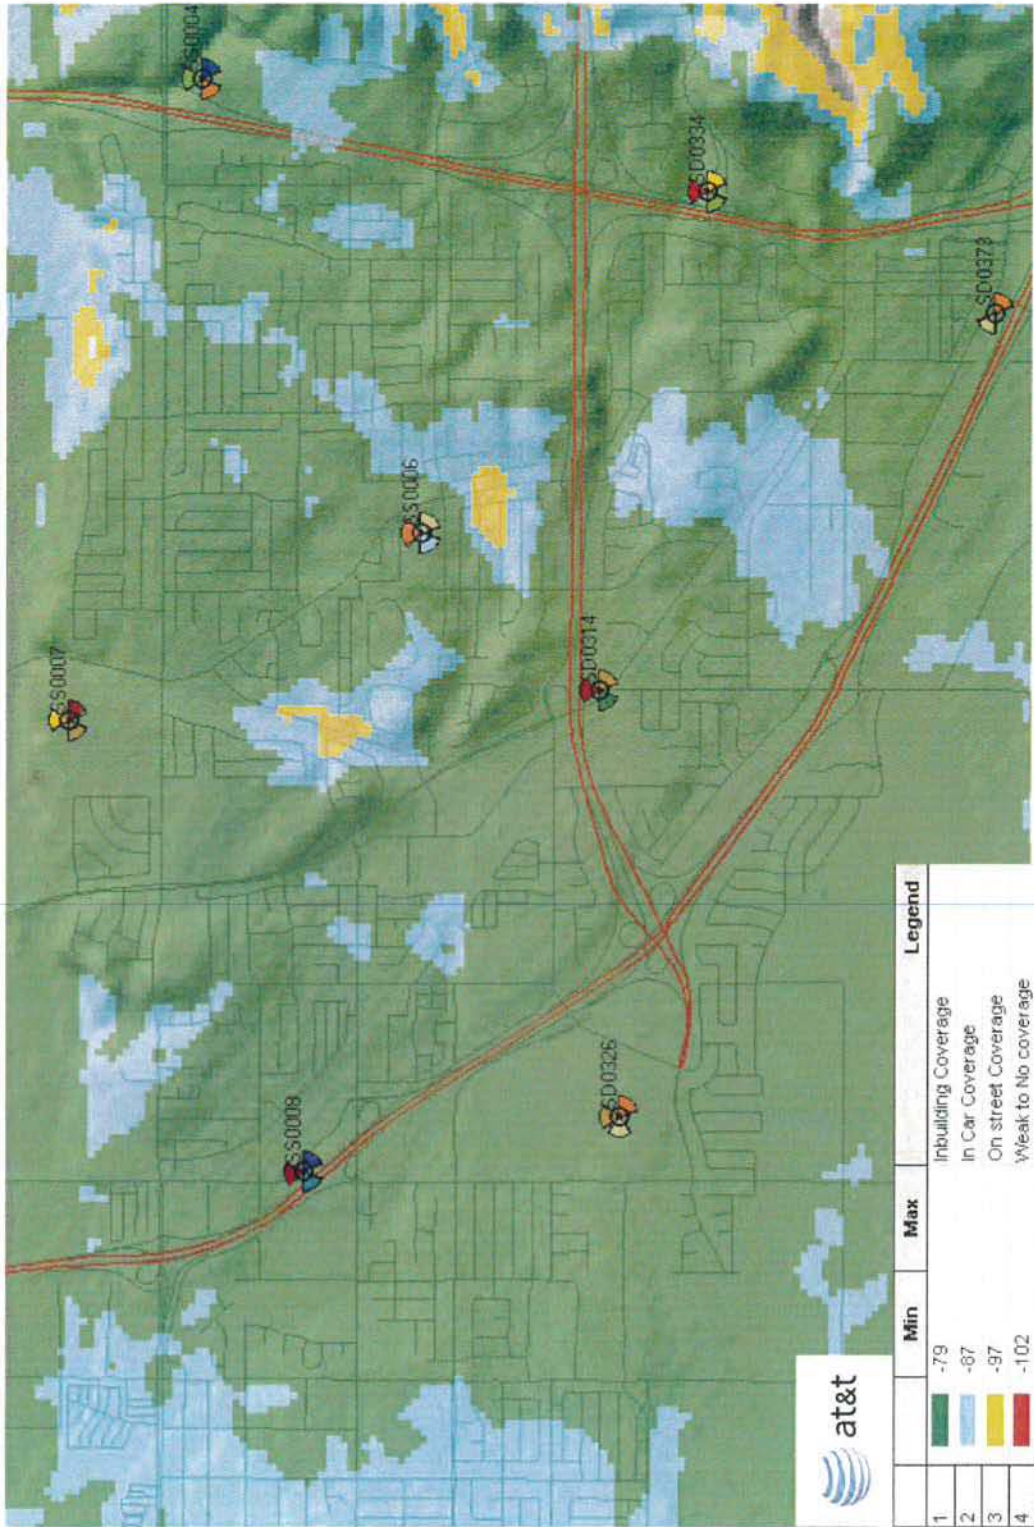 SS0007
SS0004
SS0008
SS0006
SD0314
SD0326
SD0334
at&t
Min Max Legend
1 -79 Inbuilding Coverage
2 -87 In Car Coverage
3 -97 On street Coverage
4 -102 Weak to No coverage